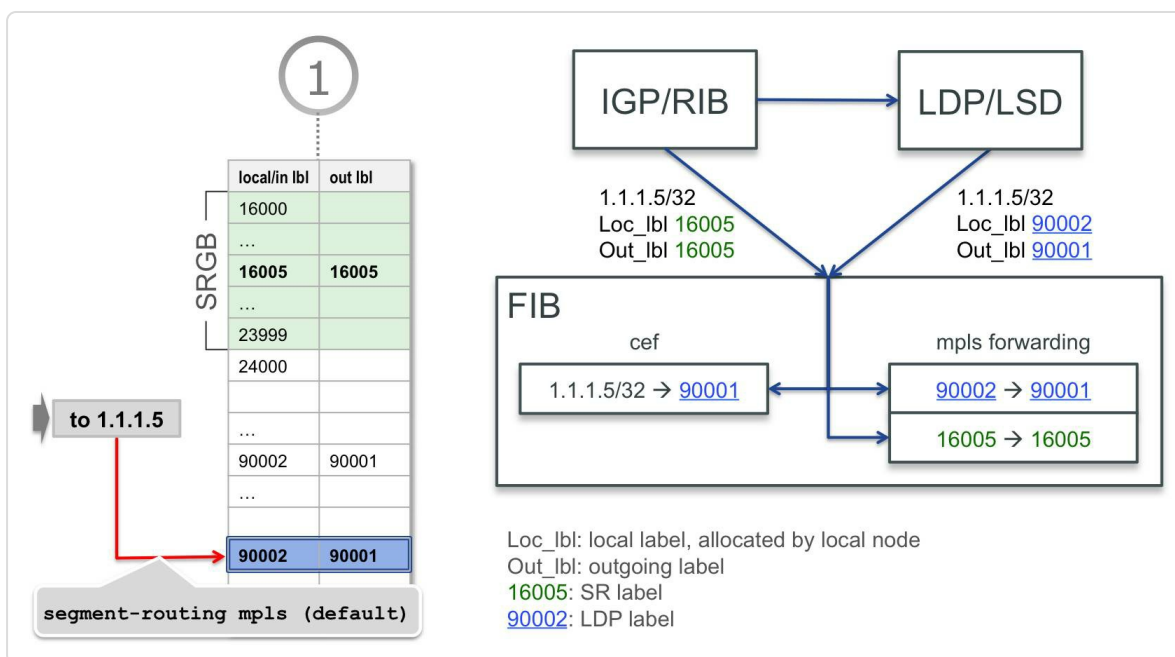 1
local/in lbl out lbl
16000
...
16005 16005
...
23999
24000
...
90002 90001
...
90002 90001
SRGB
to 1.1.1.5
segment-routing mpls (default)
IGP/RIB
LDP/LSD
1.1.1.5/32
Loc_lbl 16005
Out_lbl 16005
1.1.1.5/32
Loc_lbl 90002
Out_lbl 90001
FIB
cef
1.1.1.5/32 → 90001
mpls forwarding
90002 → 90001
16005 → 16005
Loc_lbl: local label, allocated by local node
Out_lbl: outgoing label
16005: SR label
90002: LDP label